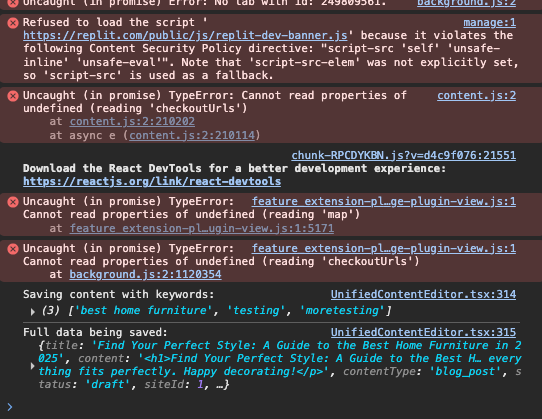 Uncaught (in promise) Error: No tab with id: 249809561. background.js:2
Refused to load the script ' manage:1
https://replit.com/public/js/replit-dev-banner.js' because it violates the
following Content Security Policy directive: "script-src 'self' 'unsafe-
inline' 'unsafe-eval'". Note that 'script-src-elem' was not explicitly set,
so 'script-src' is used as a fallback.
Uncaught (in promise) TypeError: Cannot read properties of content.js:2
undefined (reading 'checkoutUrls')
at content.js:2:210202
at async e (content.js:2:210114)
chunk-RPCDYKBN.js?v=d4c9f076:21551
Download the React DevTools for a better development experience:
https://reactjs.org/link/react-devtools
Uncaught (in promise) TypeError: feature extension-pl…ge-plugin-view.js:1
Cannot read properties of undefined (reading 'map')
at feature extension-pl…ugin-view.js:1:5171
Uncaught (in promise) TypeError: feature extension-pl…ge-plugin-view.js:1
Cannot read properties of undefined (reading 'checkoutUrls')
at background.js:2:1120354
Saving content with keywords: UnifiedContentEditor.tsx:314
(3) ['best home furniture', 'testing', 'moretesting']
Full data being saved: UnifiedContentEditor.tsx:315
{title: 'Find Your Perfect Style: A Guide to the Best Home Furniture in 2
025', content: '<h1>Find Your Perfect Style: A Guide to the Best H… every
thing fits perfectly. Happy decorating!</p>', contentType: 'blog_post', s
tatus: 'draft', siteId: 1, …}